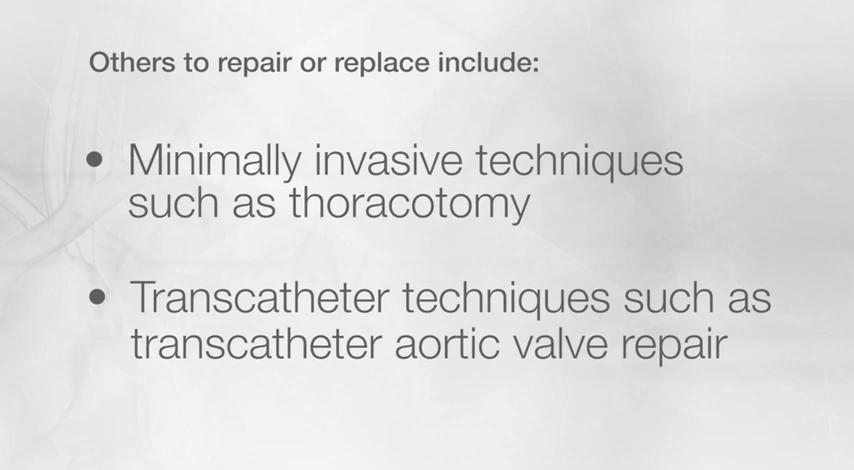 Others to repair or replace include:
• Minimally invasive techniques
such as thoracotomy
• Transcatheter techniques such as
transcatheter aortic valve repair